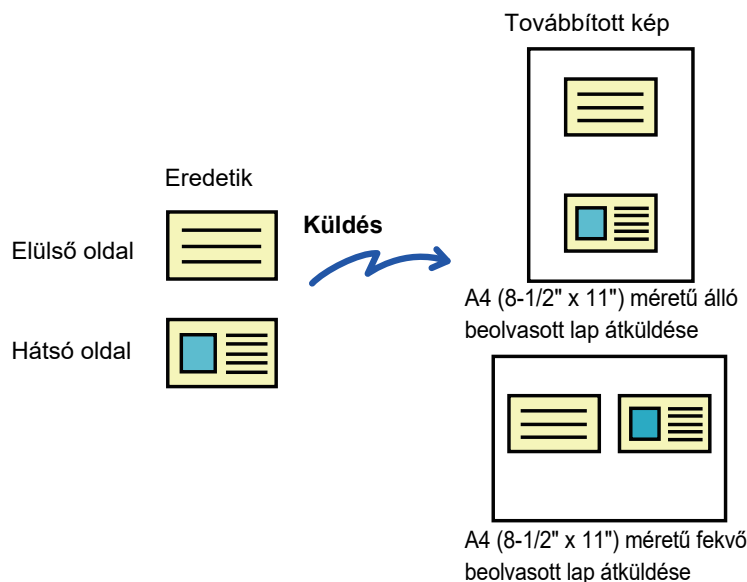 Továbbított kép
Eredetik
Elülső oldal
Küldés
Hátsó oldal
A4 (8-1/2" x 11") méretű álló
beolvasott lap átküldése
A4 (8-1/2" x 11") méretű fekvő
beolvasott lap átküldése